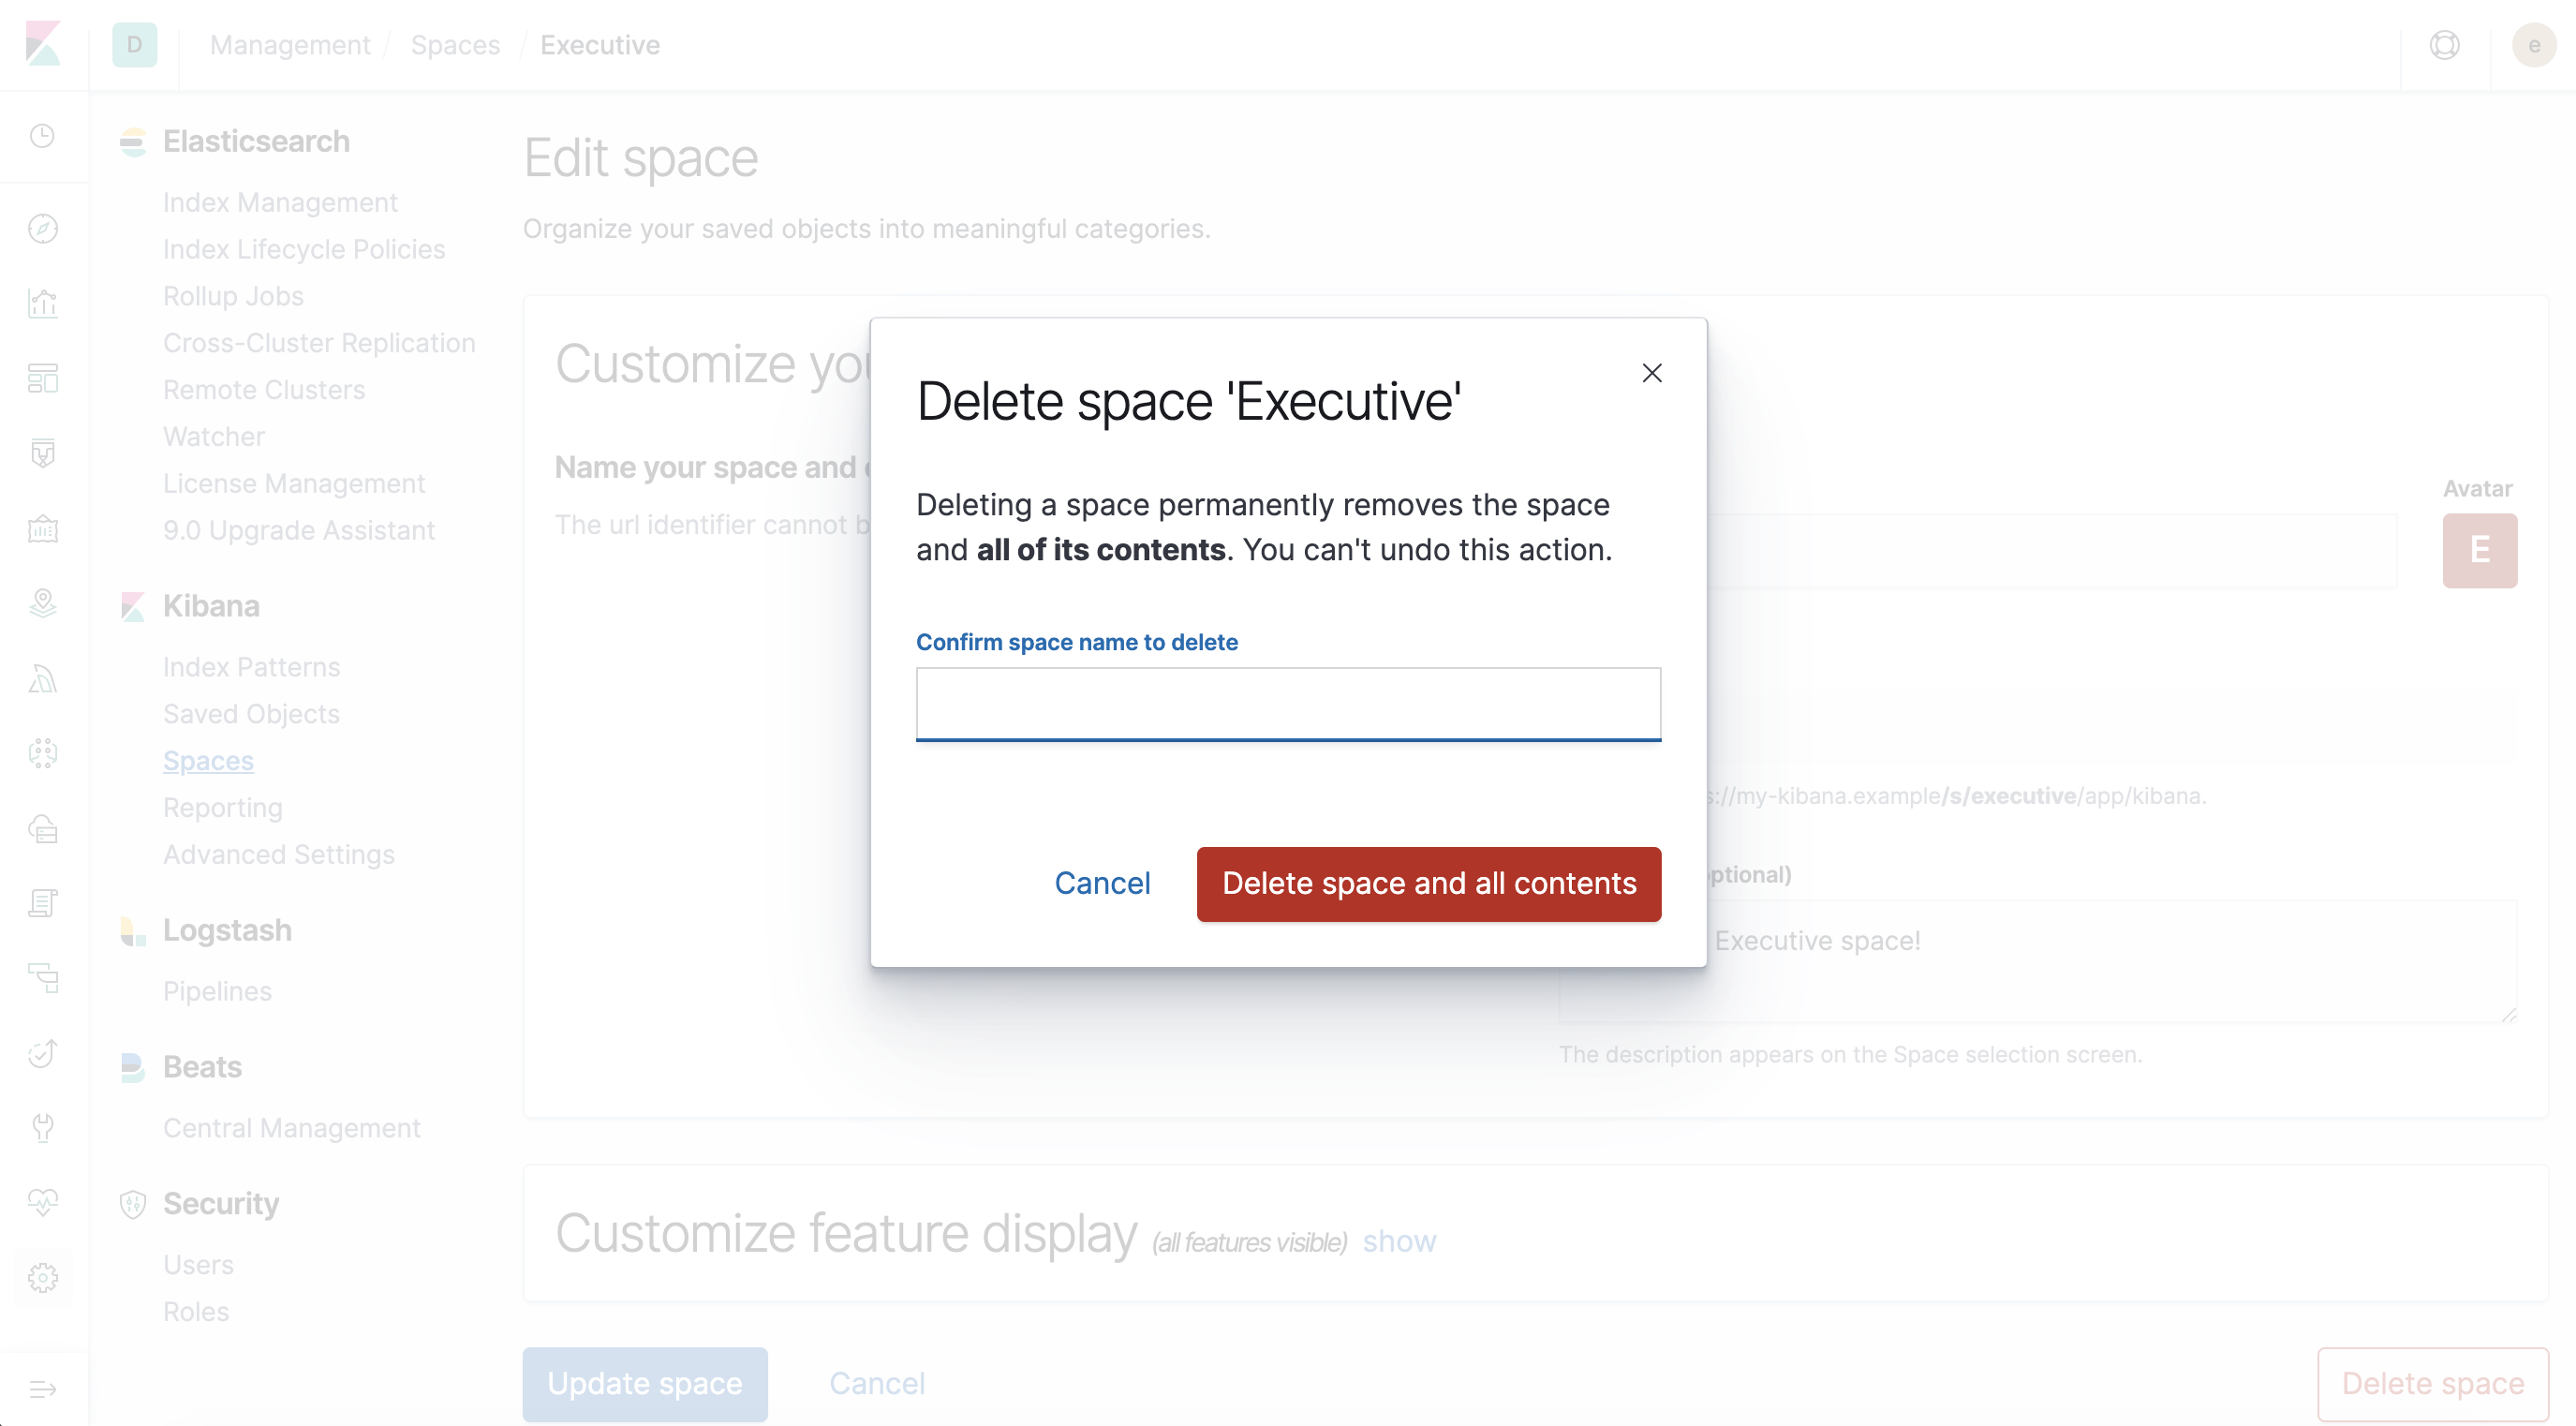 D
Management / Spaces / Executive
e
Elasticsearch
Index Management
Index Lifecycle Policies
Rollup Jobs
Cross-Cluster Replication
Remote Clusters
Watcher
License Management
9.0 Upgrade Assistant
Kibana
Index Patterns
Saved Objects
Spaces
Reporting
Advanced Settings
Logstash
Pipelines
Beats
Central Management
Security
Users
Roles
Edit space
Organize your saved objects into meaningful categories.
Customize you
Name your space and
The url identifier cannot b
Avatar
E
s://my-kibana.example/s/executive/app/kibana.
ptional)
Executive space!
The description appears on the Space selection screen.
Delete space 'Executive'
Deleting a space permanently removes the space
and all of its contents. You can't undo this action.
Confirm space name to delete
Cancel
Delete space and all contents
Customize feature display (all features visible) show
Update space
Cancel
Delete space